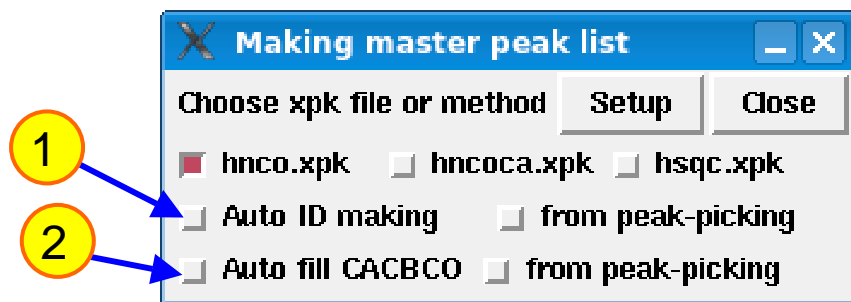 Making master peak list
Choose xpk file or method Setup Close
1
hnco.xpk hncoca.xpk hsqc.xpk
Auto ID making from peak-picking
2
Auto fill CACBCO from peak-picking